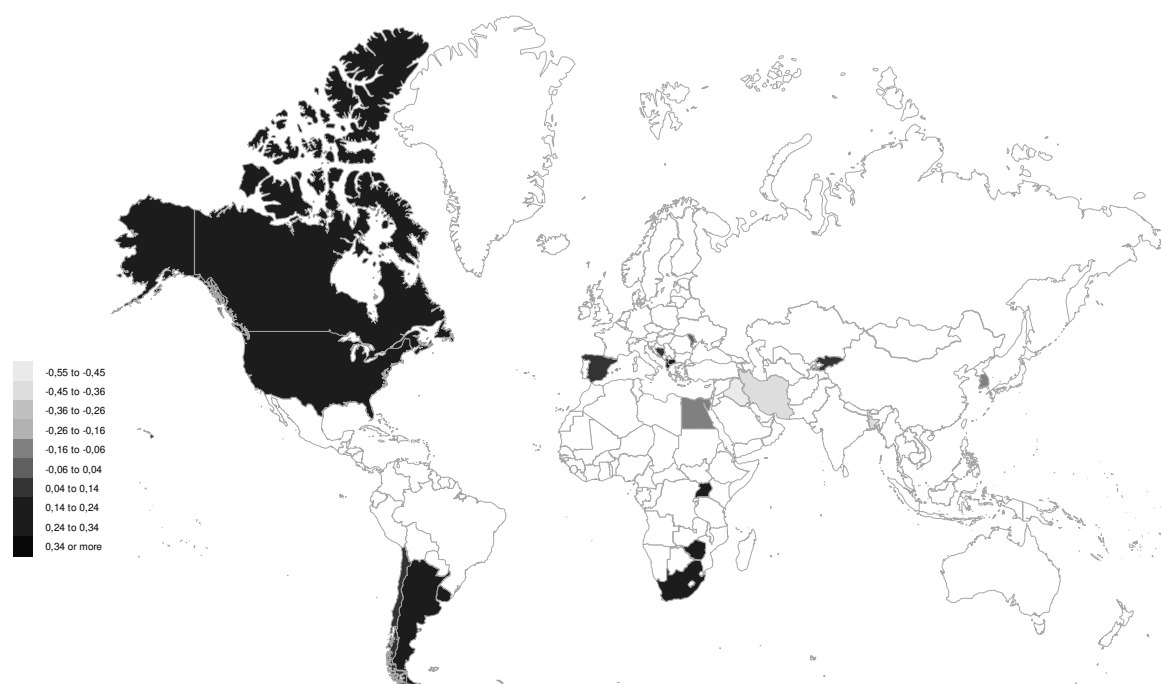 -0,55 to -0,45
-0,45 to -0,36
-0,36 to -0,26
-0,26 to -0,16
-0,16 to -0,06
-0,06 to 0,04
0,04 to 0,14
0,14 to 0,24
0,24 to 0,34
0,34 or more